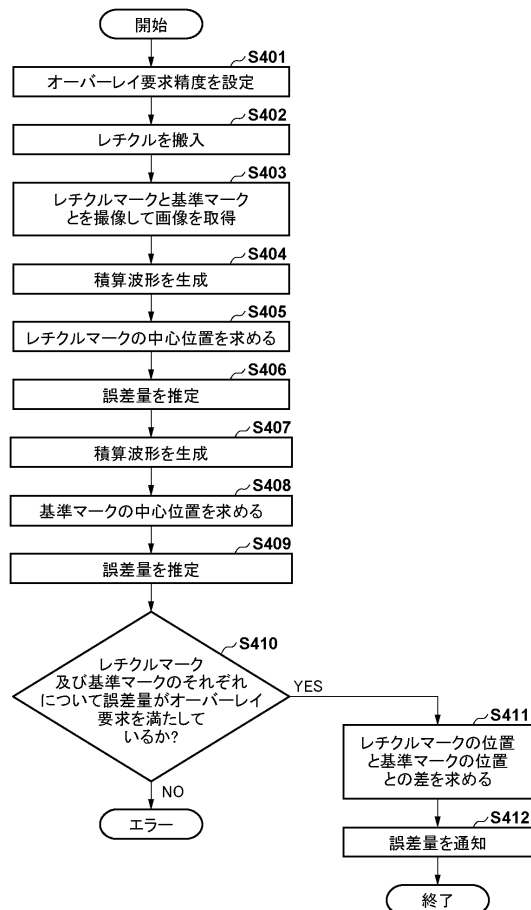 開始
S401
オーバーレイ要求精度を設定
S402
レチクルを搬入
S403
レチクルマークと基準マーク
とを撮像して画像を取得
S404
積算波形を生成
S405
レチクルマークの中心位置を求める
S406
誤差量を推定
S407
積算波形を生成
S408
基準マークの中心位置を求める
S409
誤差量を推定
S410
レチクルマーク
及び基準マークのそれぞれ
について誤差量がオーバーレイ
要求を満たして
いるか?
YES
NO
エラー
S411
レチクルマークの位置
と基準マークの位置
との差を求める
S412
誤差量を通知
終了